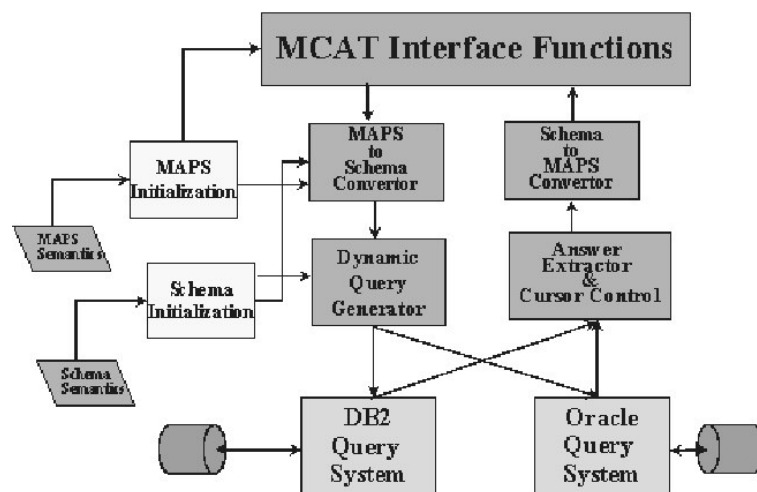 MCAT Interface Functions
MAPS
to
Schema
Convertor
Schema
to
MAPS
Convertor
MAPS
Initialization
MAPS
Semantics
Dynamic
Query
Generator
Answer
Extractor
&
Cursor Control
Schema
Initialization
Schema
Semantics
DB2
Query
System
Oracle
Query
System